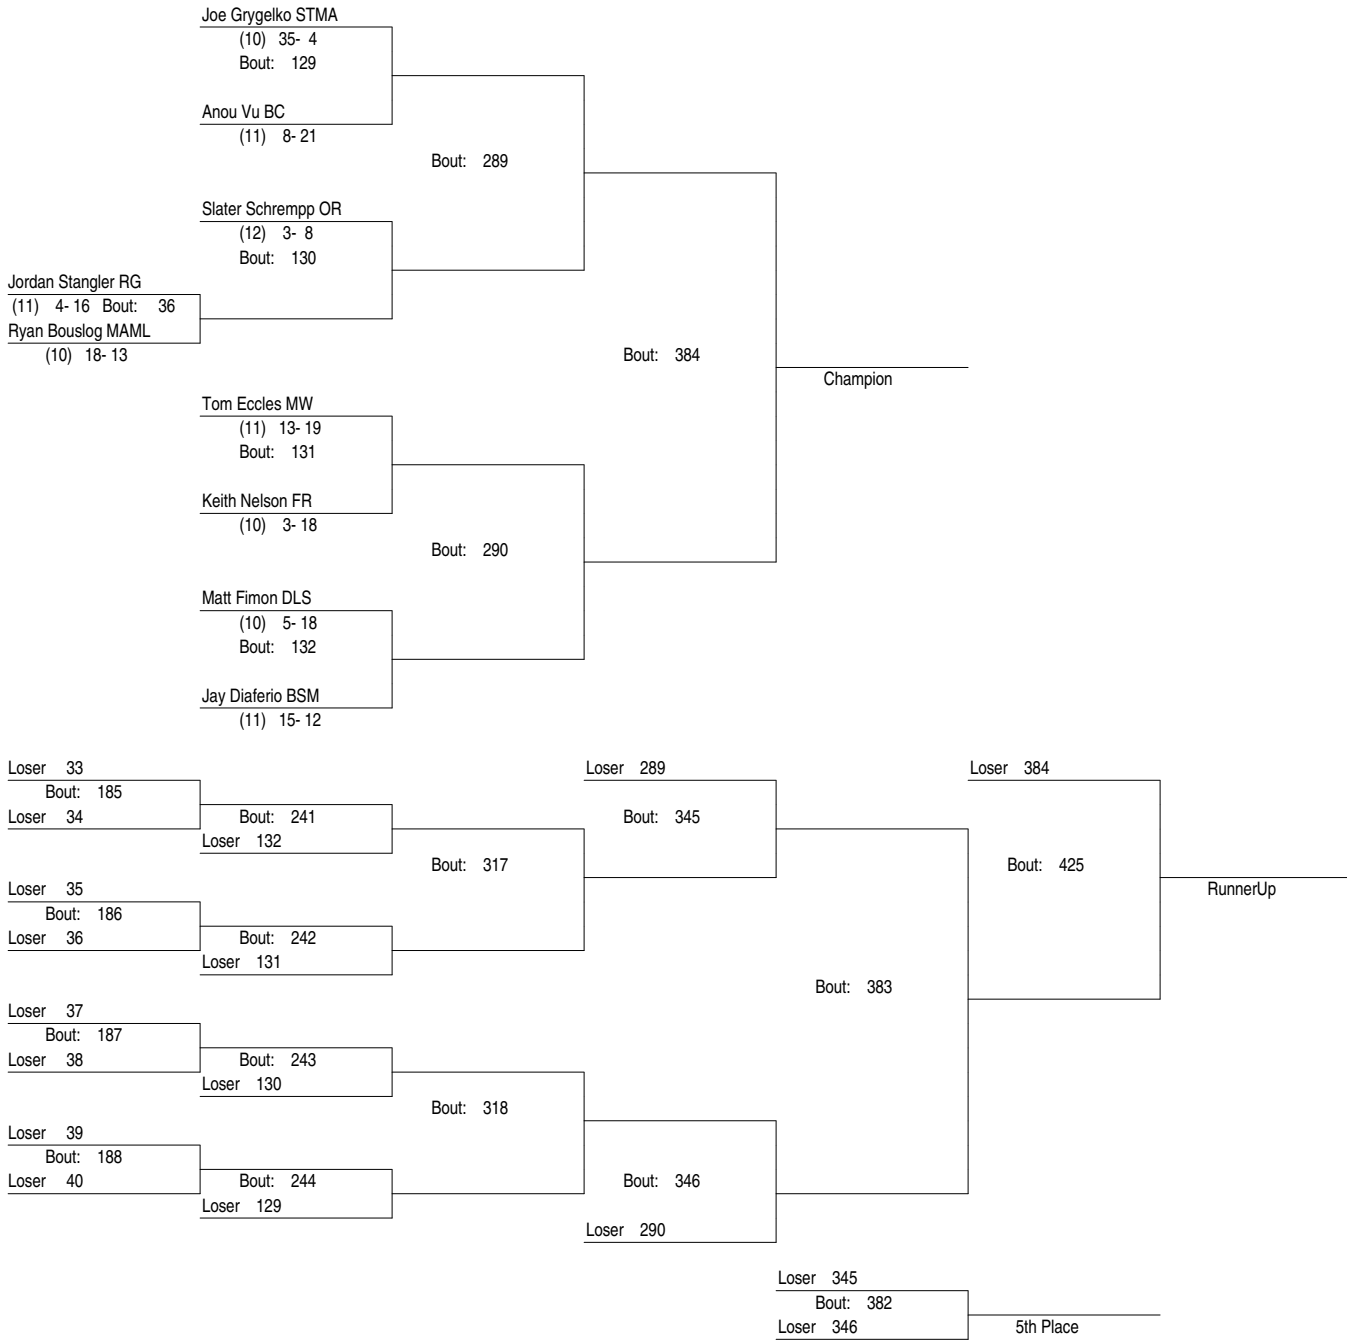 Joe Grygelko STMA
(10) 35- 4
Bout: 129
Anou Vu BC
(11) 8- 21
Bout: 289
Slater Schrempp OR
(12) 3- 8
Bout: 130
Jordan Stangler RG
(11) 4- 16 Bout: 36
Ryan Bouslog MAML
(10) 18- 13
Bout: 384
Champion
Tom Eccles MW
(11) 13- 19
Bout: 131
Keith Nelson FR
(10) 3- 18
Bout: 290
Matt Fimon DLS
(10) 5- 18
Bout: 132
Jay Diaferio BSM
(11) 15- 12
Loser 33
Bout: 185
Loser 34
Bout: 241
Loser 132
Bout: 317
Loser 289
Bout: 345
Loser 384
Bout: 425
RunnerUp
Loser 35
Bout: 186
Loser 36
Bout: 242
Loser 131
Bout: 383
Loser 37
Bout: 187
Loser 38
Bout: 243
Loser 130
Bout: 318
Loser 39
Bout: 188
Loser 40
Bout: 244
Loser 129
Bout: 346
Loser 290
Loser 345
Bout: 382
Loser 346
5th Place